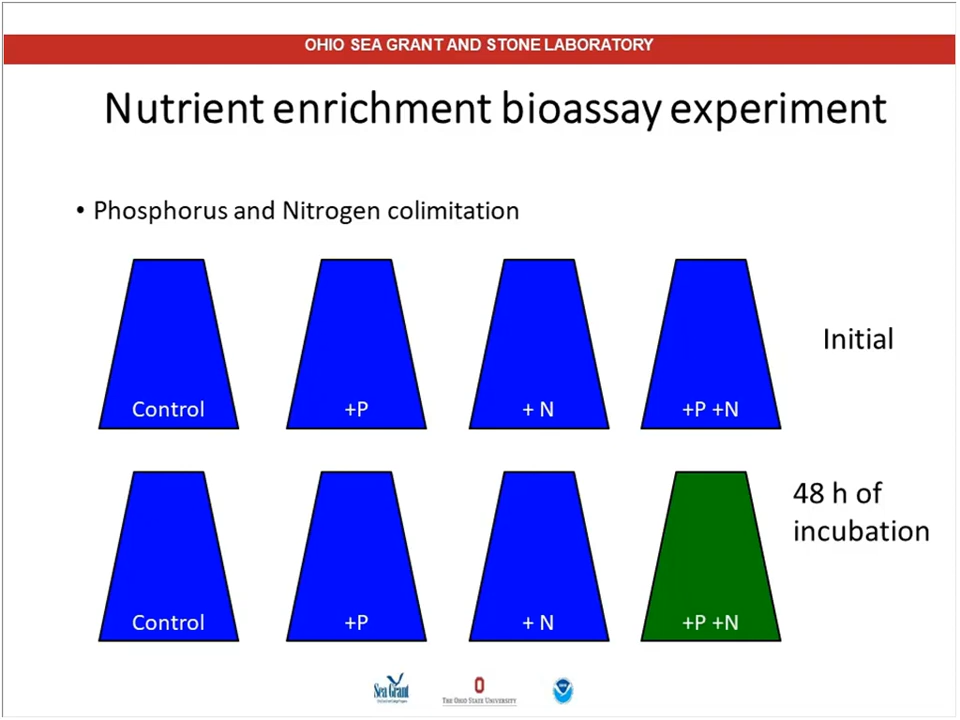 OHIO SEA GRANT AND STONE LABORATORY
Nutrient enrichment bioassay experiment
• Phosphorus and Nitrogen colimitation
Control
+P
+ N
+P +N
Initial
Control
+P
+ N
+P +N
48 h of
incubation
Sea Grant
THE OHIO STATE UNIVERSITY